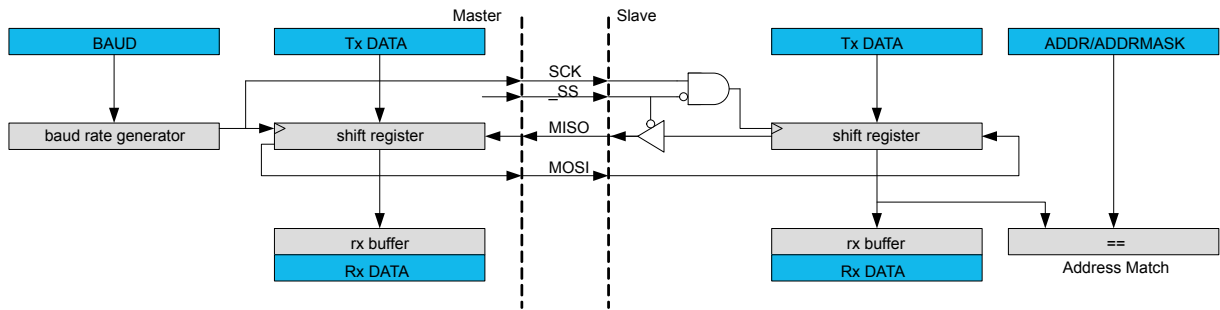 Master
Slave
BAUD
Tx DATA
Tx DATA
ADDR/ADDRMASK
SCK
_SS
baud rate generator
shift register
MISO
shift register
MOSI
rx buffer
rx buffer
==
Rx DATA
Rx DATA
Address Match